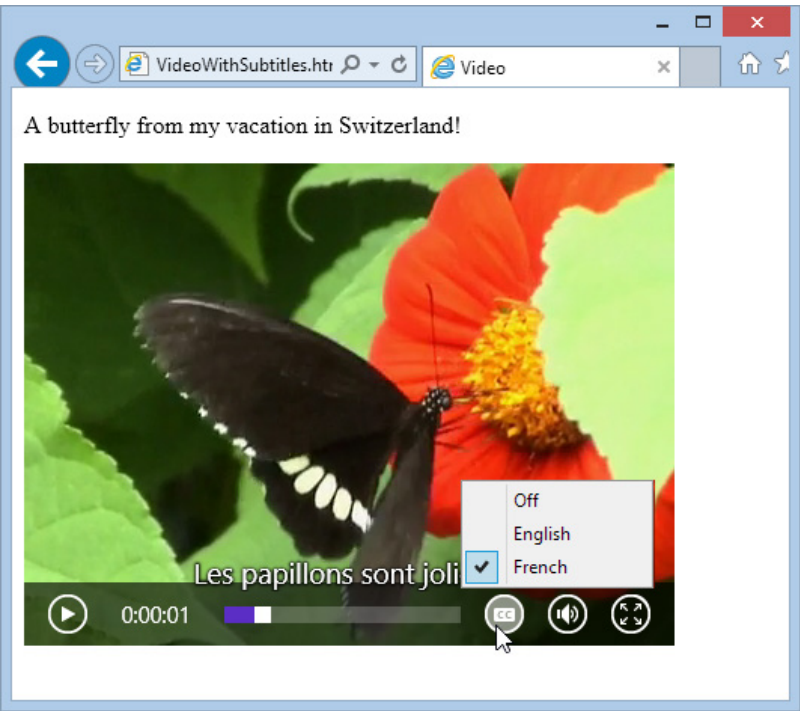 VideoWithSubtitles.htr
Video
A butterfly from my vacation in Switzerland!
Off
English
French
Les papillons sont joli
0:00:01
CC